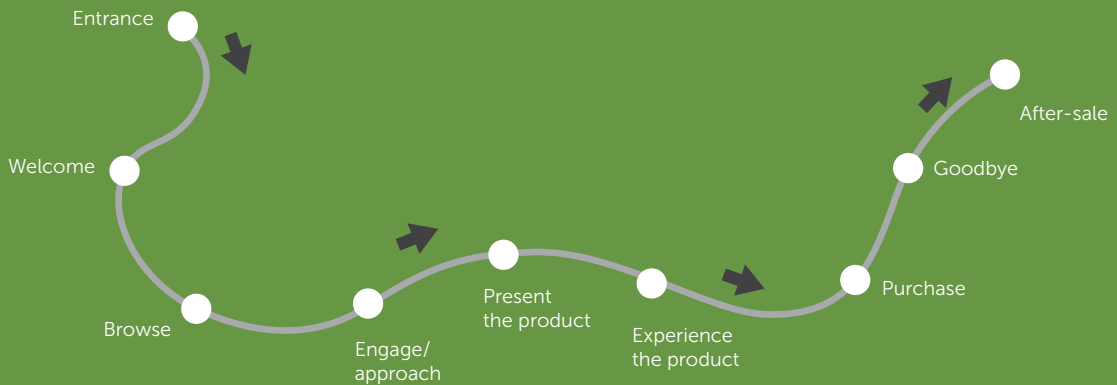 Entrance
Welcome
Browse
Engage/
approach
Present
the product
Experience
the product
Purchase
Goodbye
After-sale